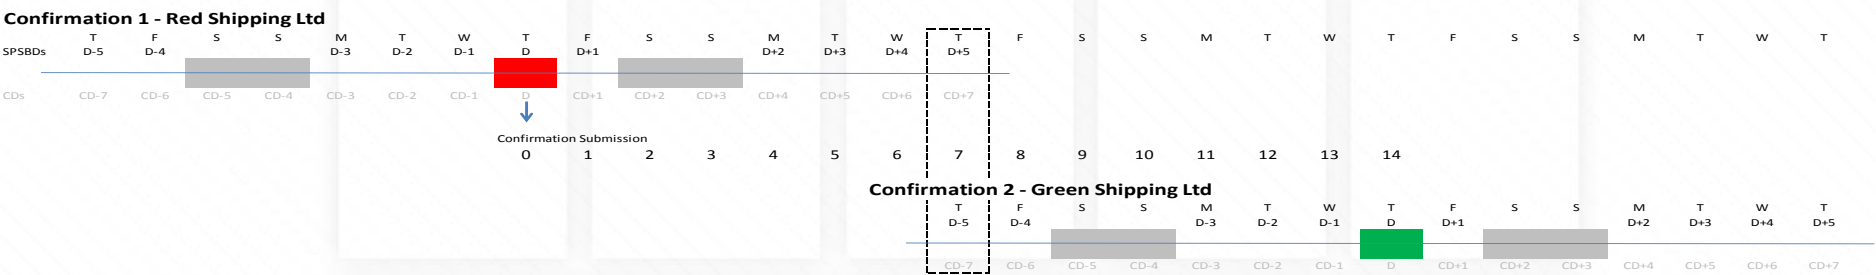 Confirmation 1 - Red Shipping Ltd
T F S S M T W T F S S M T W T F S S M T W T F S S M T W T
SPSBDs D-5 D-4 D-3 D-2 D-1 D D+1 D+2 D+3 D+4 D+5
CDs CD-7 CD-6 CD-5 CD-4 CD-3 CD-2 CD-1 D CD+1 CD+2 CD+3 CD+4 CD+5 CD+6 CD+7
Confirmation Submission
0 1 2 3 4 5 6 7 8 9 10 11 12 13 14
Confirmation 2 - Green Shipping Ltd
T F S S M T W T F S S M T W T
D-5 D-4 D-3 D-2 D-1 D D+1 D+2 D+3 D+4 D+5
CD-7 CD-6 CD-5 CD-4 CD-3 CD-2 CD-1 D CD+1 CD+2 CD+3 CD+4 CD+5 CD+6 CD+7